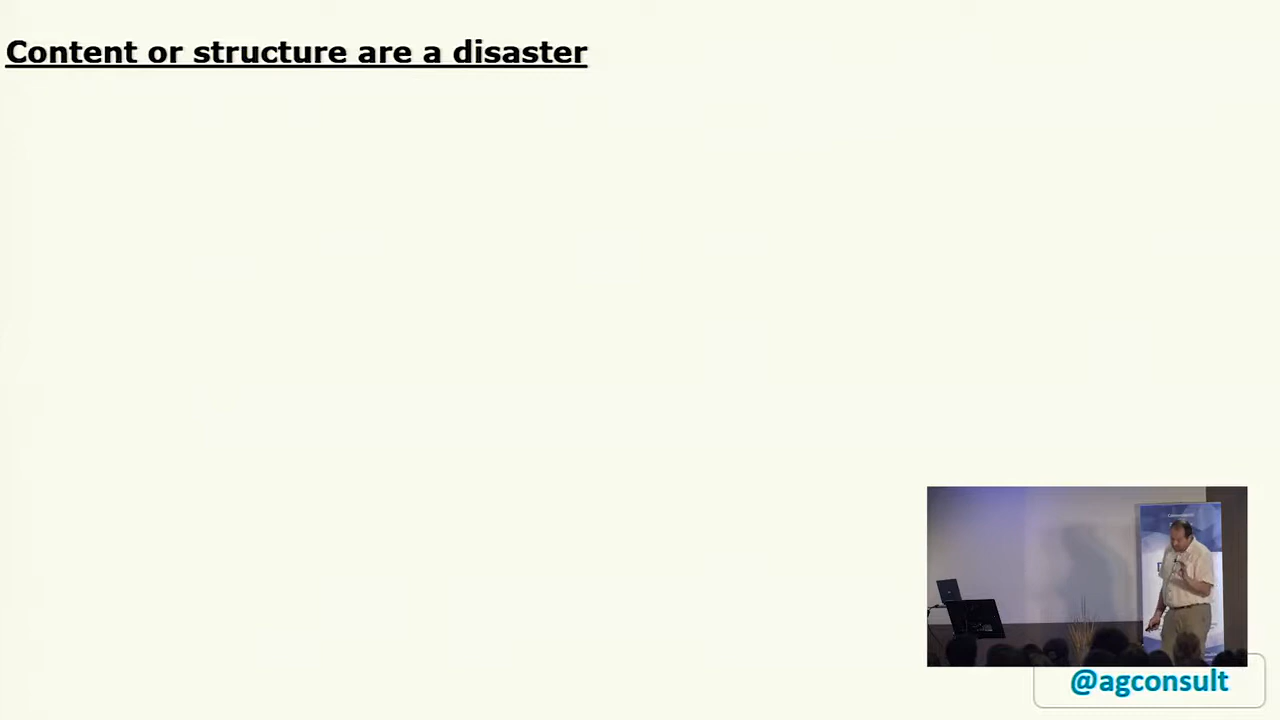 Content or structure are a disaster
@agconsult